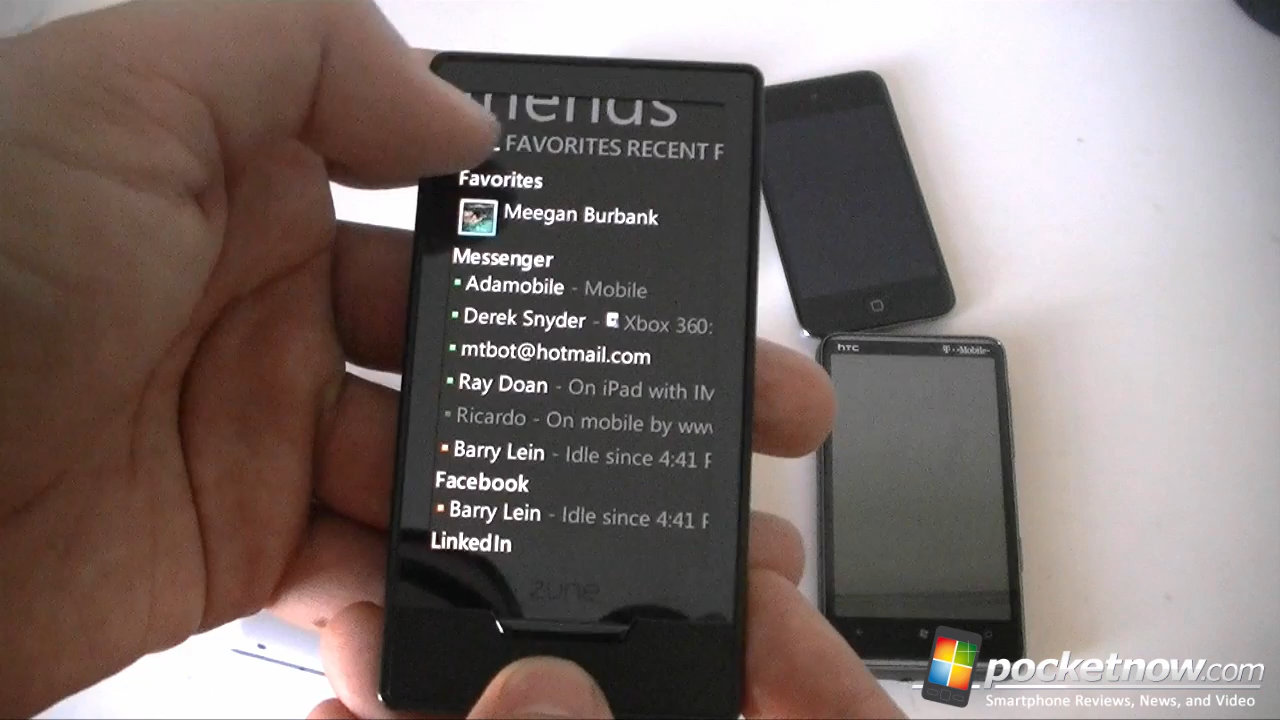 friends
FAVORITES RECENT F
Favorites
Meegan Burbank
Messenger
Adamobile - Mobile
Derek Snyder - Xbox 360:
mtbot@hotmail.com
Ray Doan - On iPad with IM
Ricardo - On mobile by www
Barry Lein - Idle since 4:41 P
Facebook
Barry Lein - Idle since 4:41 P
LinkedIn
zune
hTC
T··Mobile·
pocketnow.com
Smartphone Reviews, News, and Video